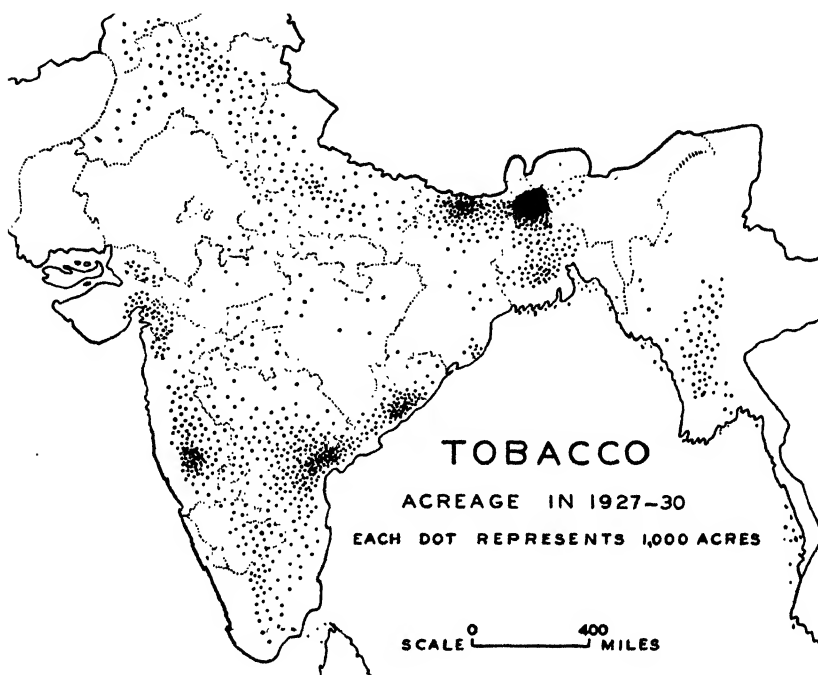 TOBACCO
ACREAGE IN 1927-30
EACH DOT REPRESENTS 1,000 ACRES
0 400
SCALE MILES